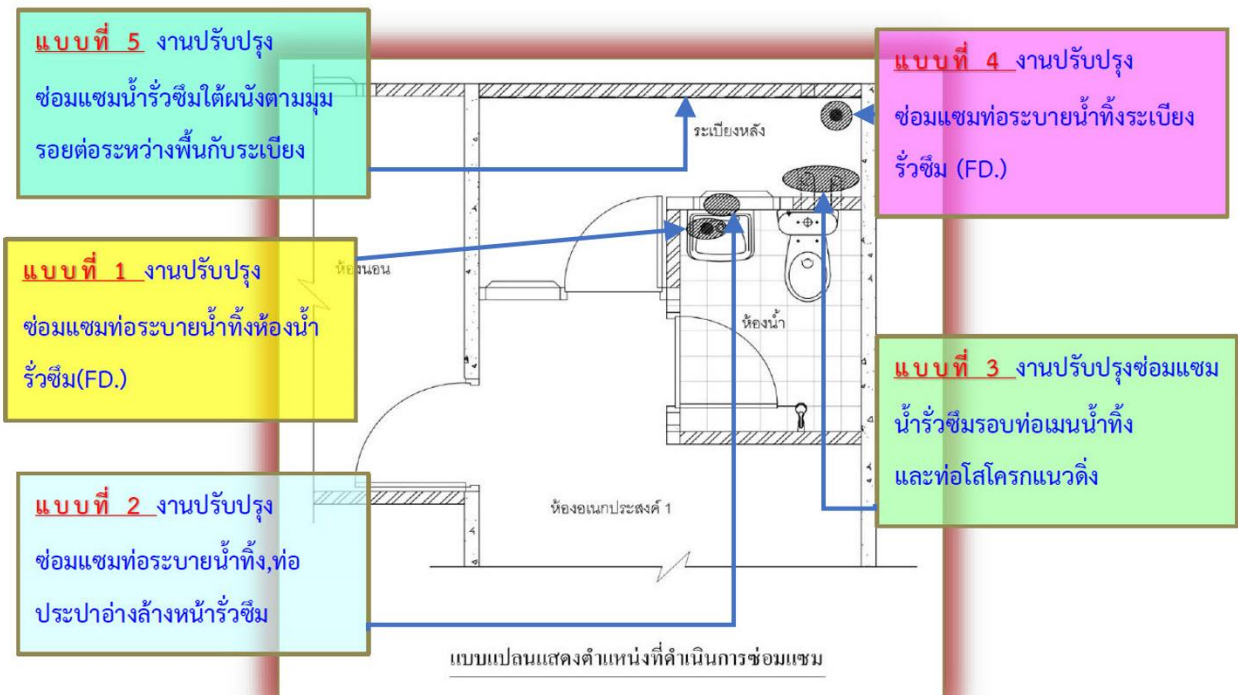 แบบที่ 5 งานปรับปรุง
ซ่อมแซมน้ำรั่วซึมใต้ผนังตามมุม
รอยต่อระหว่างพื้นกับระเบียง
แบบที่ 4 งานปรับปรุง
ซ่อมแซมท่อระบายน้ำทิ้งระเบียง
รั่วซึม (FD.)
ระเบียงหลัง
แบบที่ 1 งานปรับปรุง
ซ่อมแซมท่อระบายน้ำทิ้งห้องน้ำ
รั่วซึม(FD.)
ห้องนอน
ห้องน้ำ
แบบที่ 3 งานปรับปรุงซ่อมแซม
น้ำรั่วซึมรอบท่อเมนน้ำทิ้ง
และท่อโสโครกแนวดิ่ง
แบบที่ 2 งานปรับปรุง
ซ่อมแซมท่อระบายน้ำทิ้ง,ท่อ
ประปาอ่างล้างหน้ารั่วซึม
ห้องอเนกประสงค์ 1
แบบแปลนแสดงตำแหน่งที่ดำเนินการซ่อมแซม